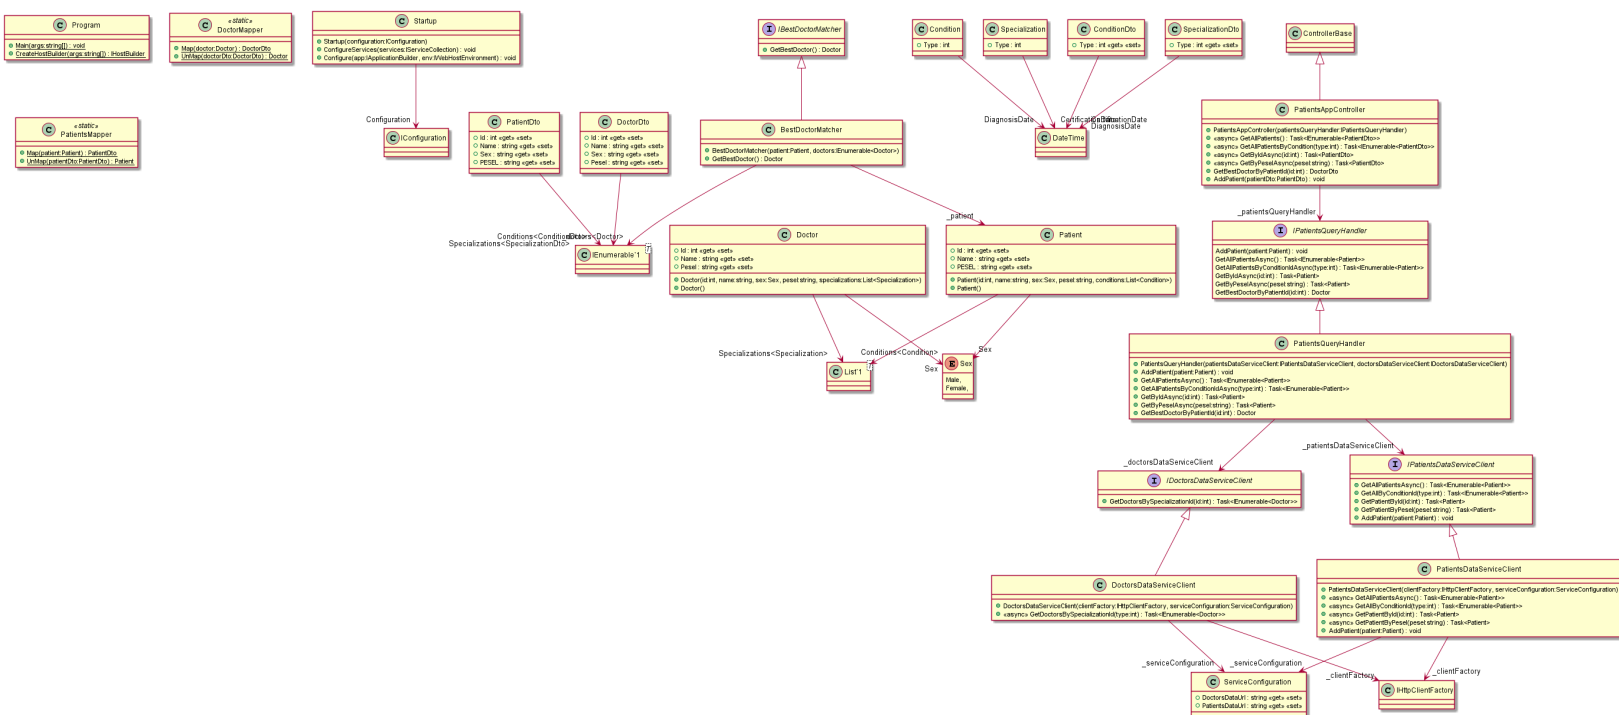 Program
Main(args:string[]) : void
CreateHostBuilder(args:string[]) : IHostBuilder
«static»
DoctorMapper
Map(doctor:Doctor) : DoctorDto
UnMap(doctorDto:DoctorDto) : Doctor
Startup
Startup(configuration:IConfiguration)
ConfigureServices(services:IServiceCollection) : void
Configure(app:IApplicationBuilder, env:IWebHostEnvironment) : void
IBestDoctorMatcher
GetBestDoctor() : Doctor
Condition
Type : int
Specialization
Type : int
ConditionDto
Type : int «get» «set»
SpecializationDto
Type : int «get» «set»
ControllerBase
«static»
PatientsMapper
Map(patient:Patient) : PatientDto
UnMap(patientDto:PatientDto) : Patient
Configuration
IConfiguration
PatientDto
Id : int «get» «set»
Name : string «get» «set»
Sex : string «get» «set»
PESEL : string «get» «set»
DoctorDto
Id : int «get» «set»
Name : string «get» «set»
Sex : string «get» «set»
Pesel : string «get» «set»
BestDoctorMatcher
BestDoctorMatcher(patient:Patient, doctors:IEnumerable<Doctor>)
GetBestDoctor() : Doctor
DiagnosisDate
DiagnosisDate
DateTime
PatientsAppController
PatientsAppController(patientsQueryHandler:IPatientsQueryHandler)
«async» GetAllPatients() : Task<IEnumerable<PatientDto>>
«async» GetAllPatientsByCondition(type:int) : Task<IEnumerable<PatientDto>>
«async» GetByIdAsync(id:int) : Task<PatientDto>
«async» GetByPeselAsync(pesel:string) : Task<PatientDto>
GetBestDoctorByPatientId(id:int) : DoctorDto
AddPatient(patientDto:PatientDto) : void
Specializations<SpecializationDto>
IEnumerable`1
T
_patient
Doctor
Id : int «get» «set»
Name : string «get» «set»
Pesel : string «get» «set»
Doctor(id:int, name:string, sex:Sex, pesel:string, specializations:List<Specialization>)
Doctor()
Patient
Id : int «get» «set»
Name : string «get» «set»
PESEL : string «get» «set»
Patient(id:int, name:string, sex:Sex, pesel:string, conditions:List<Condition>)
Patient()
_patientsQueryHandler
IPatientsQueryHandler
AddPatient(patient:Patient) : void
GetAllPatientsAsync() : Task<IEnumerable<Patient>>
GetAllPatientsByConditionIdAsync(type:int) : Task<IEnumerable<Patient>>
GetByIdAsync(id:int) : Task<Patient>
GetByPeselAsync(pesel:string) : Task<Patient>
GetBestDoctorByPatientId(id:int) : Doctor
Specializations<Specialization>
Conditions<Condition>
Sex
Sex
List`1
T
Sex
Male,
Female,
PatientsQueryHandler
PatientsQueryHandler(patientsDataServiceClient:IPatientsDataServiceClient, doctorsDataServiceClient:IDoctorsDataServiceClient)
AddPatient(patient:Patient) : void
GetAllPatientsAsync() : Task<IEnumerable<Patient>>
GetAllPatientsByConditionIdAsync(type:int) : Task<IEnumerable<Patient>>
GetByIdAsync(id:int) : Task<Patient>
GetByPeselAsync(pesel:string) : Task<Patient>
GetBestDoctorByPatientId(id:int) : Doctor
_doctorsDataServiceClient
_patientsDataServiceClient
IDoctorsDataServiceClient
GetDoctorsBySpecializationId(id:int) : Task<IEnumerable<Doctor>>
IPatientsDataServiceClient
GetAllPatientsAsync() : Task<IEnumerable<Patient>>
GetAllByConditionId(type:int) : Task<IEnumerable<Patient>>
GetPatientById(id:int) : Task<Patient>
GetPatientByPesel(pesel:string) : Task<Patient>
AddPatient(patient:Patient) : void
DoctorsDataServiceClient
DoctorsDataServiceClient(clientFactory:IHttpClientFactory, serviceConfiguration:ServiceConfiguration)
«async» GetDoctorsBySpecializationId(type:int) : Task<IEnumerable<Doctor>>
PatientsDataServiceClient
PatientsDataServiceClient(clientFactory:IHttpClientFactory, serviceConfiguration:ServiceConfiguration)
«async» GetAllPatientsAsync() : Task<IEnumerable<Patient>>
«async» GetAllByConditionId(type:int) : Task<IEnumerable<Patient>>
«async» GetPatientById(id:int) : Task<Patient>
«async» GetPatientByPesel(pesel:string) : Task<Patient>
AddPatient(patient:Patient) : void
_serviceConfiguration
_serviceConfiguration
_clientFactory
_clientFactory
ServiceConfiguration
DoctorsDataUrl : string «get» «set»
PatientsDataUrl : string «get» «set»
IHttpClientFactory